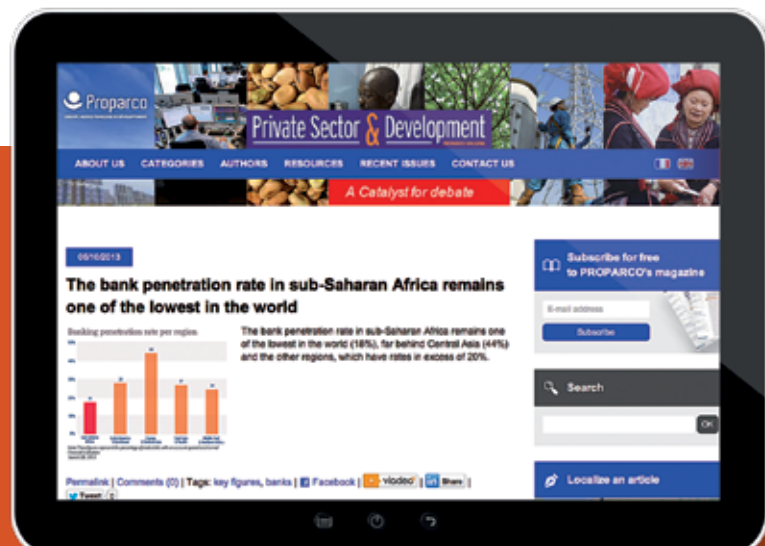 Proparco
Private Sector & Development
ABOUT US CATEGORIES AUTHORS RESOURCES RECENT ISSUES CONTACT US
A Catalyst for debate
The bank penetration rate in sub-Saharan Africa remains
one of the lowest in the world
Banking penetration rate per region
The bank penetration rate in sub-Saharan Africa remains one
of the lowest in the world (18%), far behind Central Asia (44%)
and the other regions, which have rates in excess of 20%.
Permalink | Comments (0) | Tags: key figures, banks | Facebook | viadeo | Share |
Tweet 0
Subscribe for free
to PROPARCO's magazine
E-mail address
Subscribe
Search
OK
Localize an article